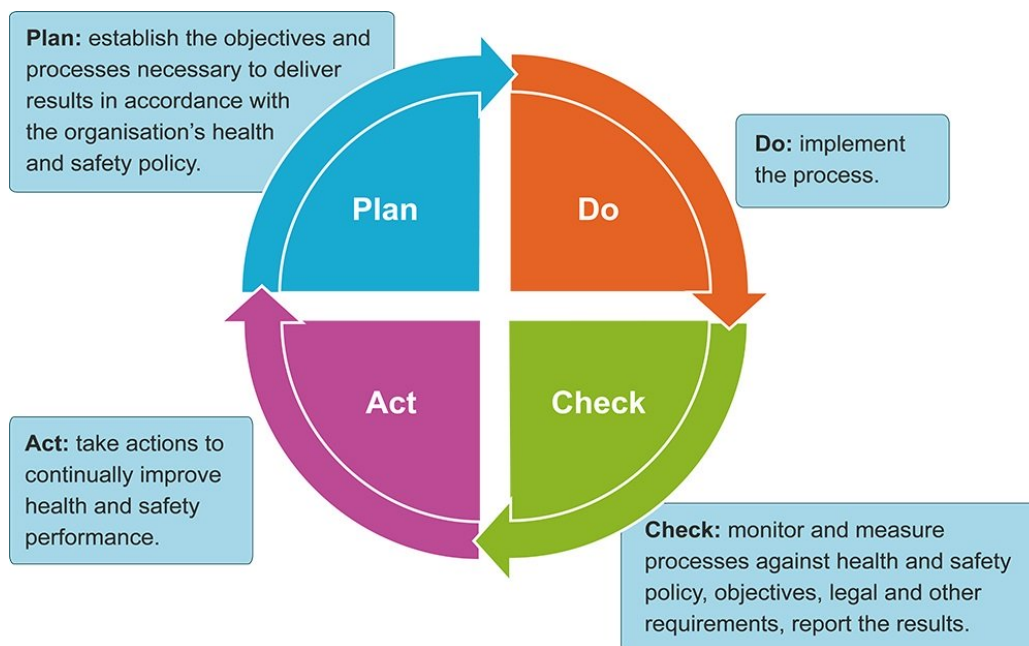 Plan: establish the objectives and
processes necessary to deliver
results in accordance with
the organisation’s health
and safety policy.
Plan
Do
Do: implement
the process.
Act
Check
Act: take actions to
continually improve
health and safety
performance.
Check: monitor and measure
processes against health and safety
policy, objectives, legal and other
requirements, report the results.